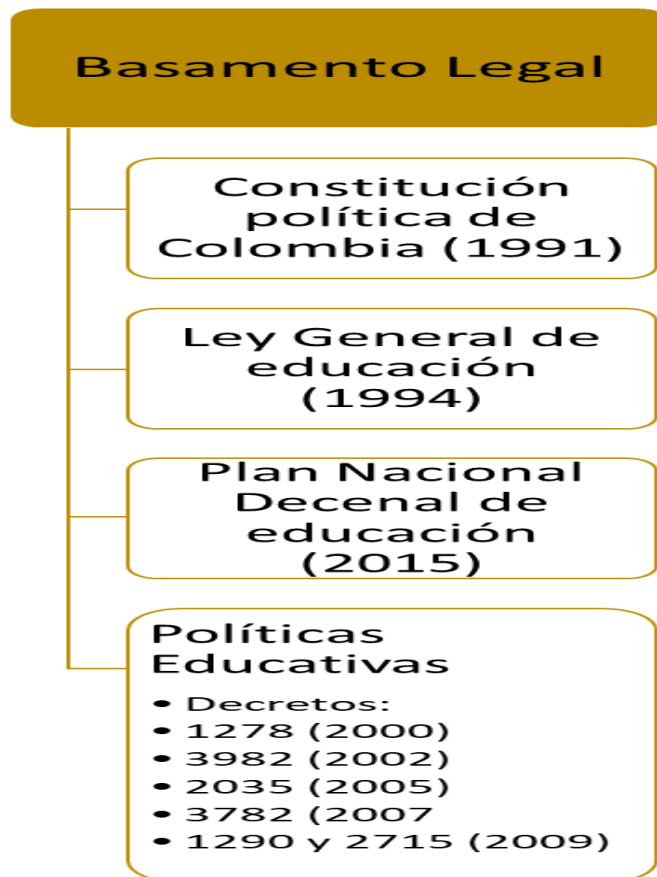 Basamento Legal
Constitución
política de
Colombia (1991)
Ley General de
educación
(1994)
Plan Nacional
Decenal de
educación
(2015)
Políticas
Educativas
• Decretos:
• 1278 (2000)
• 3982 (2002)
• 2035 (2005)
• 3782 (2007
• 1290 y 2715 (2009)